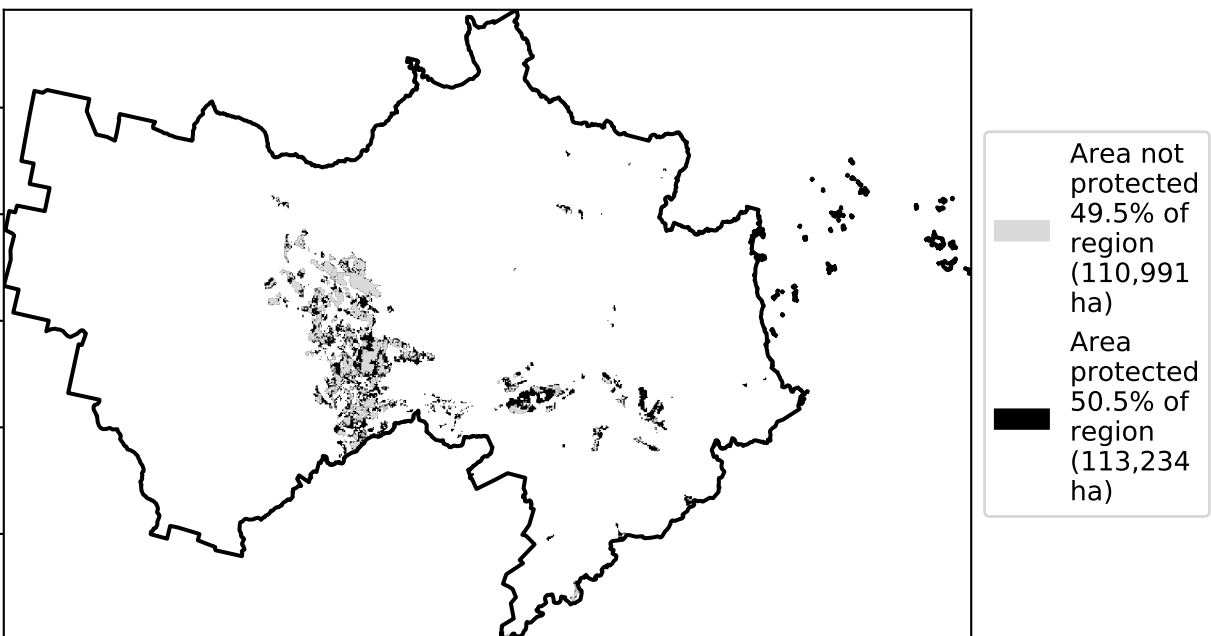 Area not
protected
49.5% of
region
(110,991
ha)
Area
protected
50.5% of
region
(113,234
ha)